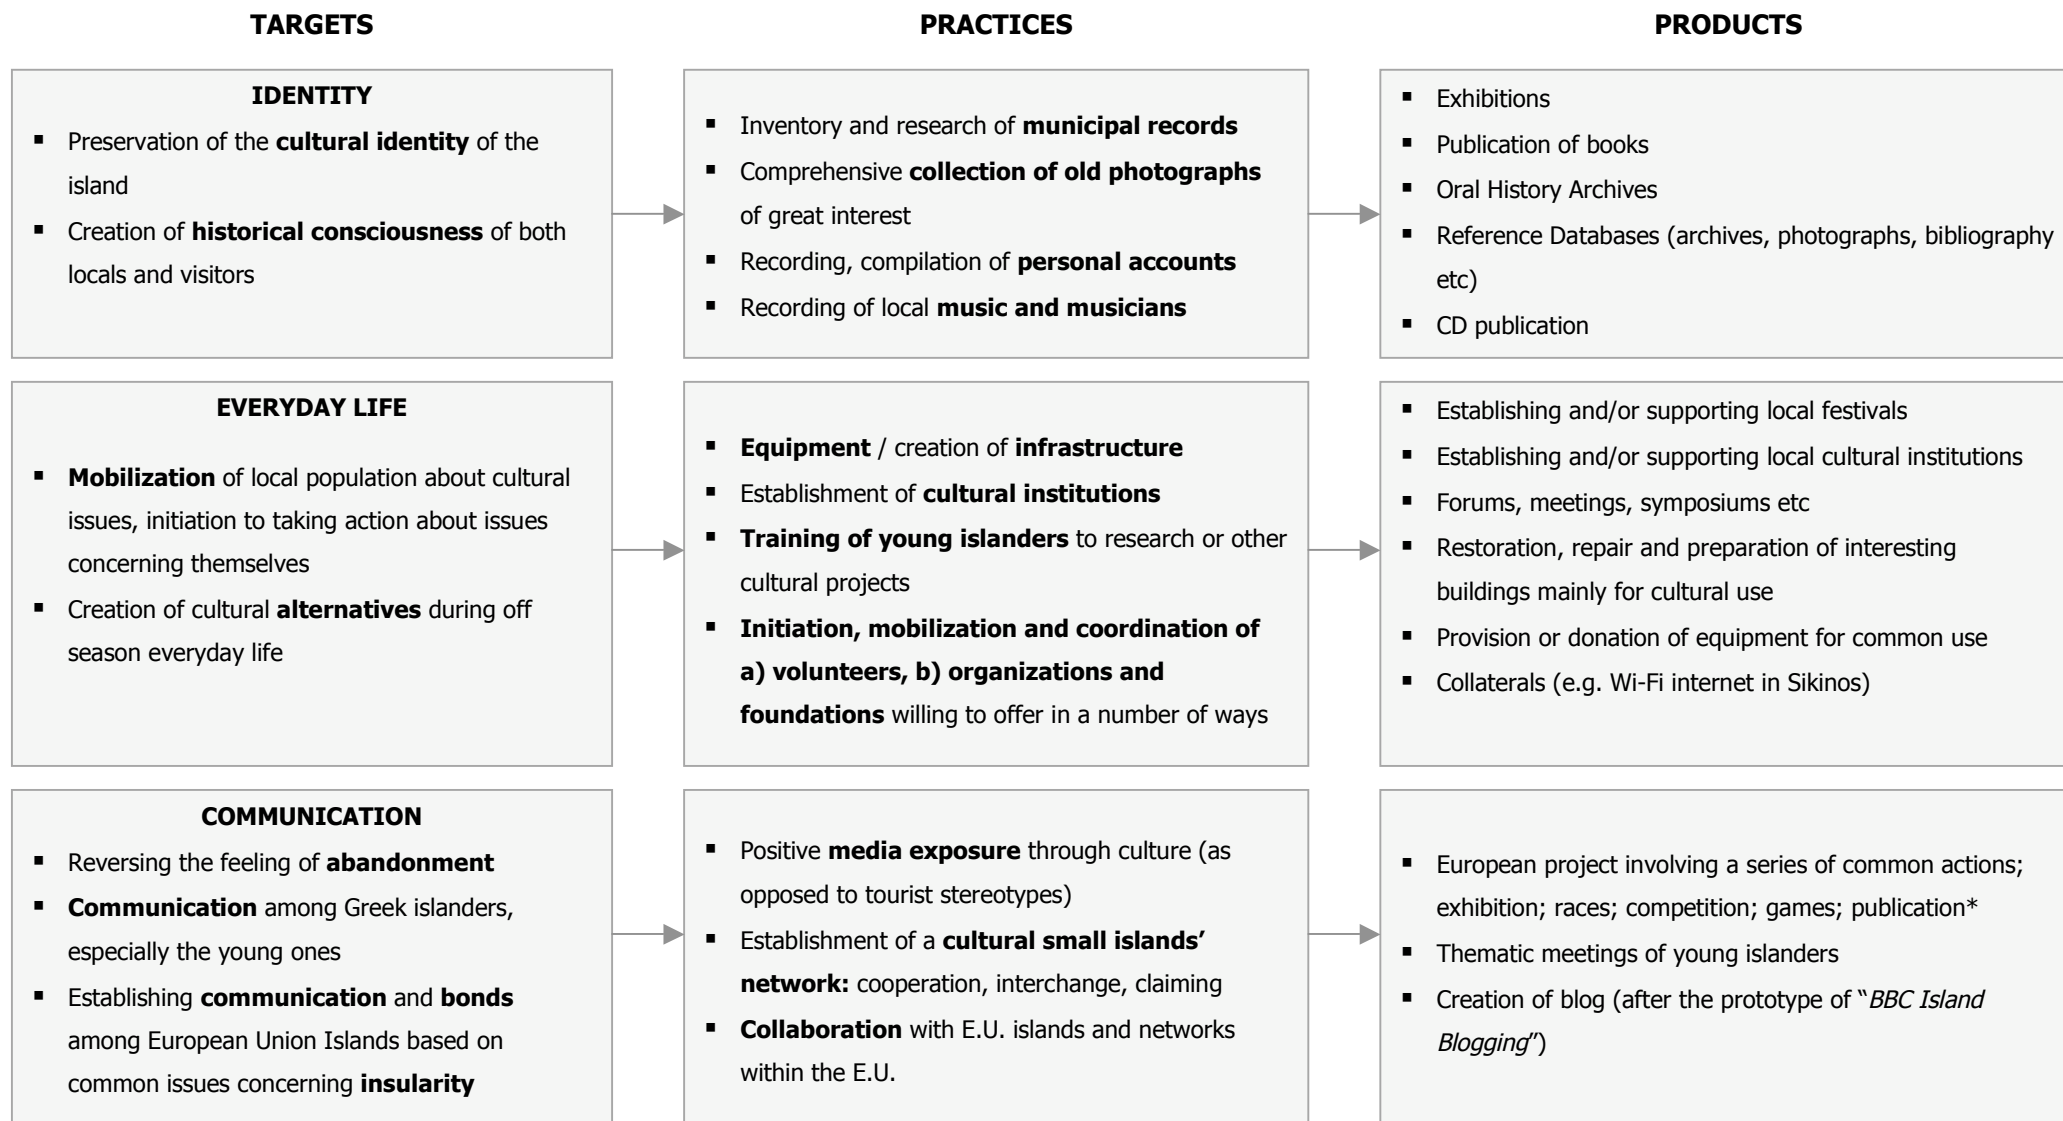 TARGETS
PRACTICES
PRODUCTS
IDENTITY
▪ Preservation of the cultural identity of the
island
▪ Creation of historical consciousness of both
locals and visitors
▪ Inventory and research of municipal records
▪ Comprehensive collection of old photographs
of great interest
▪ Recording, compilation of personal accounts
▪ Recording of local music and musicians
▪ Exhibitions
▪ Publication of books
▪ Oral History Archives
▪ Reference Databases (archives, photographs, bibliography
etc)
▪ CD publication
EVERYDAY LIFE
▪ Mobilization of local population about cultural
issues, initiation to taking action about issues
concerning themselves
▪ Creation of cultural alternatives during off
season everyday life
▪ Equipment / creation of infrastructure
▪ Establishment of cultural institutions
▪ Training of young islanders to research or other
cultural projects
▪ Initiation, mobilization and coordination of
a) volunteers, b) organizations and
foundations willing to offer in a number of ways
▪ Establishing and/or supporting local festivals
▪ Establishing and/or supporting local cultural institutions
▪ Forums, meetings, symposiums etc
▪ Restoration, repair and preparation of interesting
buildings mainly for cultural use
▪ Provision or donation of equipment for common use
▪ Collaterals (e.g. Wi-Fi internet in Sikinos)
COMMUNICATION
▪ Reversing the feeling of abandonment
▪ Communication among Greek islanders,
especially the young ones
▪ Establishing communication and bonds
among European Union Islands based on
common issues concerning insularity
▪ Positive media exposure through culture (as
opposed to tourist stereotypes)
▪ Establishment of a cultural small islands’
network: cooperation, interchange, claiming
▪ Collaboration with E.U. islands and networks
within the E.U.
▪ European project involving a series of common actions;
exhibition; races; competition; games; publication*
▪ Thematic meetings of young islanders
▪ Creation of blog (after the prototype of “BBC Island
Blogging”)